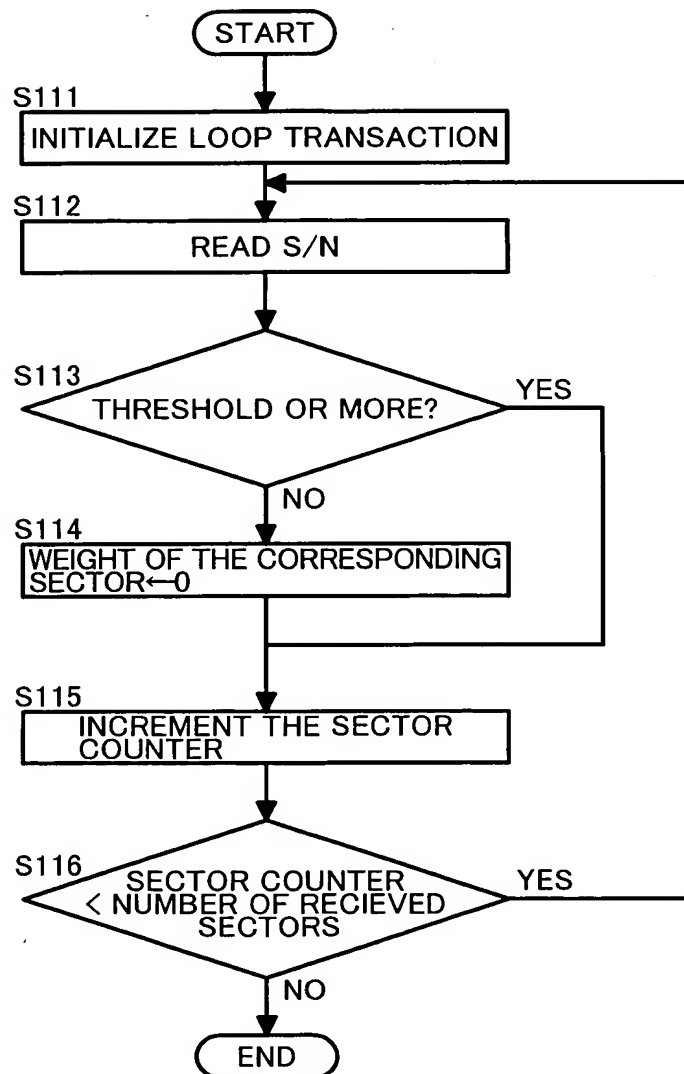 START
S111
INITIALIZE LOOP TRANSACTION
S112
READ S/N
S113
THRESHOLD OR MORE?
YES
NO
S114
WEIGHT OF THE CORRESPONDING
SECTOR←0
S115
INCREMENT THE SECTOR
COUNTER
S116
SECTOR COUNTER
< NUMBER OF RECIEVED
SECTORS
YES
NO
END